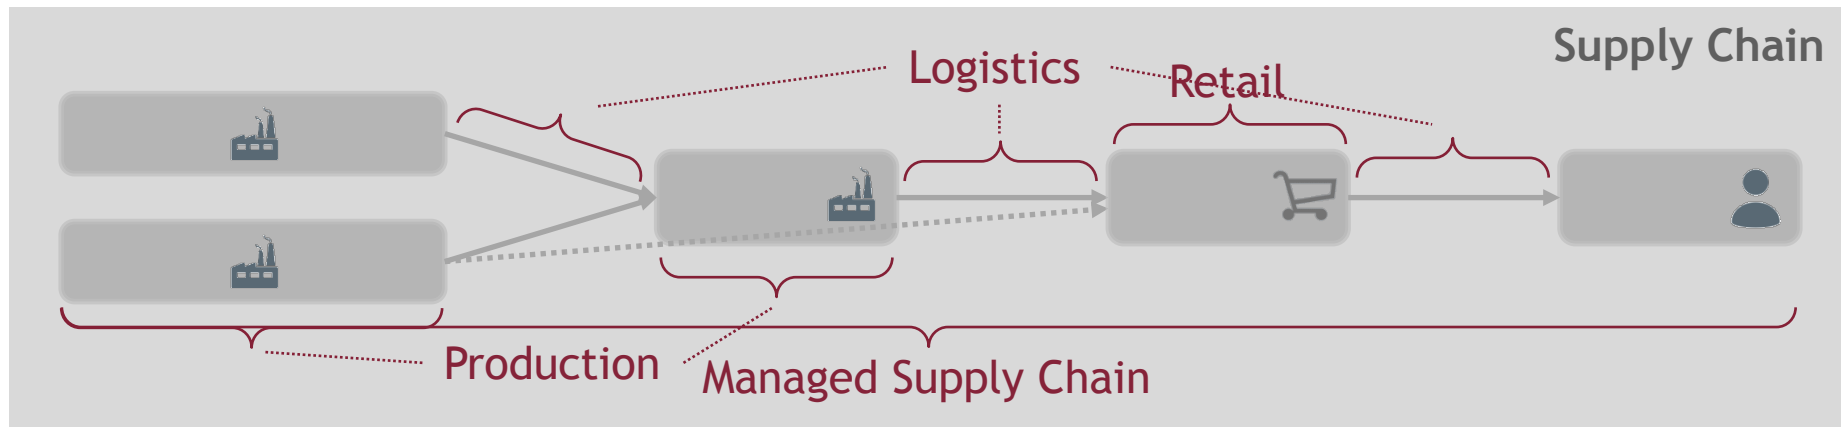 Supply Chain
Logistics
Retail
Production
Managed Supply Chain